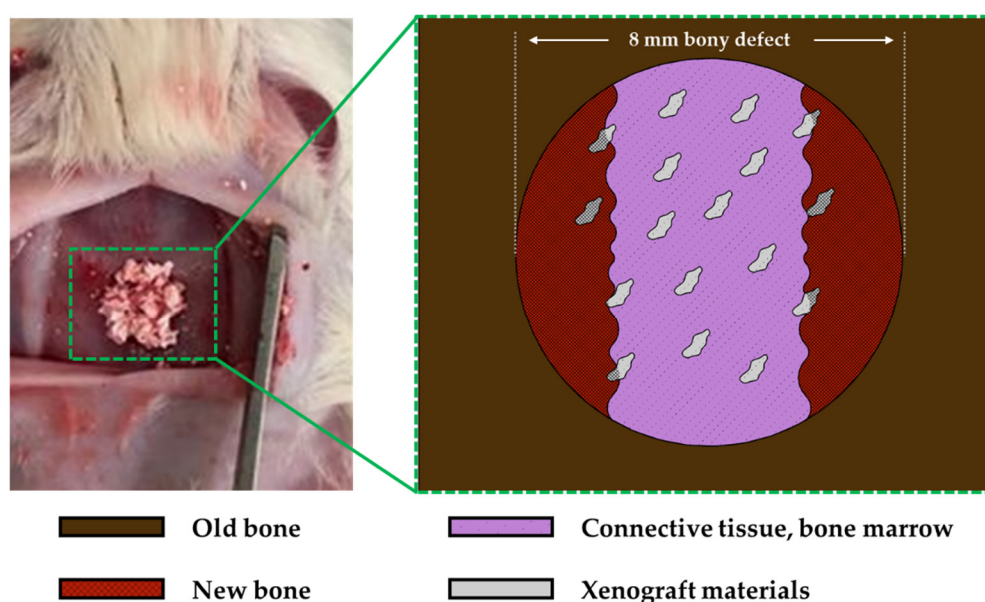 8 mm bony defect
Old bone
Connective tissue, bone marrow
New bone
Xenograft materials